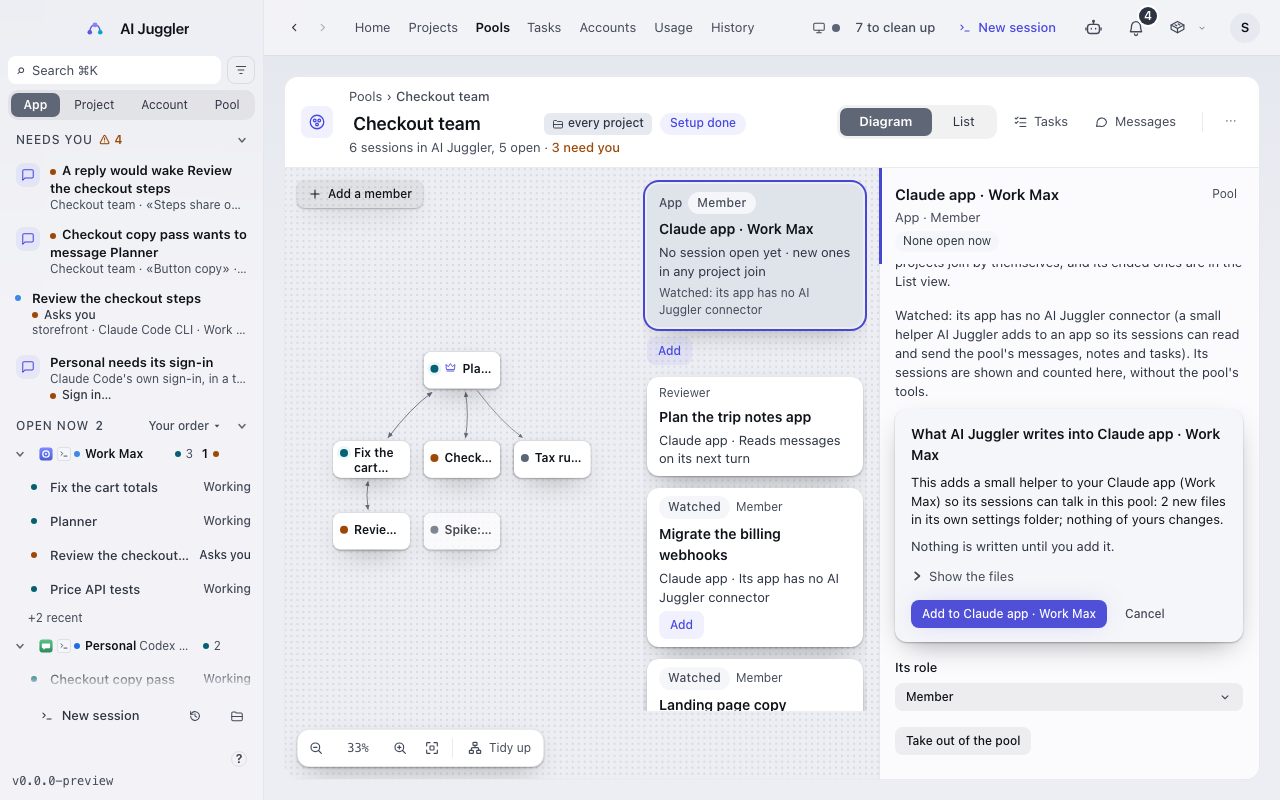 AI Juggler
Search ⌘K
App
Project
Account
Pool
NEEDS YOU
4
A reply would wake Review
the checkout steps
Checkout team · «Steps share o…
Checkout copy pass wants to
message Planner
Checkout team · «Button copy» ·…
Review the checkout steps
Asks you
storefront · Claude Code CLI · Work …
Personal needs its sign-in
Claude Code's own sign-in, in a t…
Sign in…
OPEN NOW 2
Your order
Work Max
3
1
Fix the cart totals
Working
Planner
Working
Review the checkout…
Asks you
Price API tests
Working
+2 recent
Personal Codex …
2
Checkout copy pass
Working
New session
?
v0.0.0-preview
Home
Projects
Pools
Tasks
Accounts
Usage
History
7 to clean up
New session
4
S
Pools › Checkout team
Checkout team
every project
Setup done
6 sessions in AI Juggler, 5 open · 3 need you
Diagram
List
Tasks
Messages
Add a member
Pla…
Fix the
cart…
Check…
Tax ru…
Revie…
Spike:…
33%
Tidy up
App
Member
Claude app · Work Max
No session open yet · new ones
in any project join
Watched: its app has no AI
Juggler connector
Add
Reviewer
Plan the trip notes app
Claude app · Reads messages
on its next turn
Watched
Member
Migrate the billing
webhooks
Claude app · Its app has no AI
Juggler connector
Add
Watched
Member
Landing page copy
Claude app · Work Max
Pool
App · Member
None open now
projects join by themselves, and its ended ones are in the
List view.
Watched: its app has no AI Juggler connector (a small
helper AI Juggler adds to an app so its sessions can read
and send the pool's messages, notes and tasks). Its
sessions are shown and counted here, without the pool's
tools.
What AI Juggler writes into Claude app · Work
Max
This adds a small helper to your Claude app (Work
Max) so its sessions can talk in this pool: 2 new files
in its own settings folder; nothing of yours changes.
Nothing is written until you add it.
Show the files
Add to Claude app · Work Max
Cancel
Its role
Member
Take out of the pool